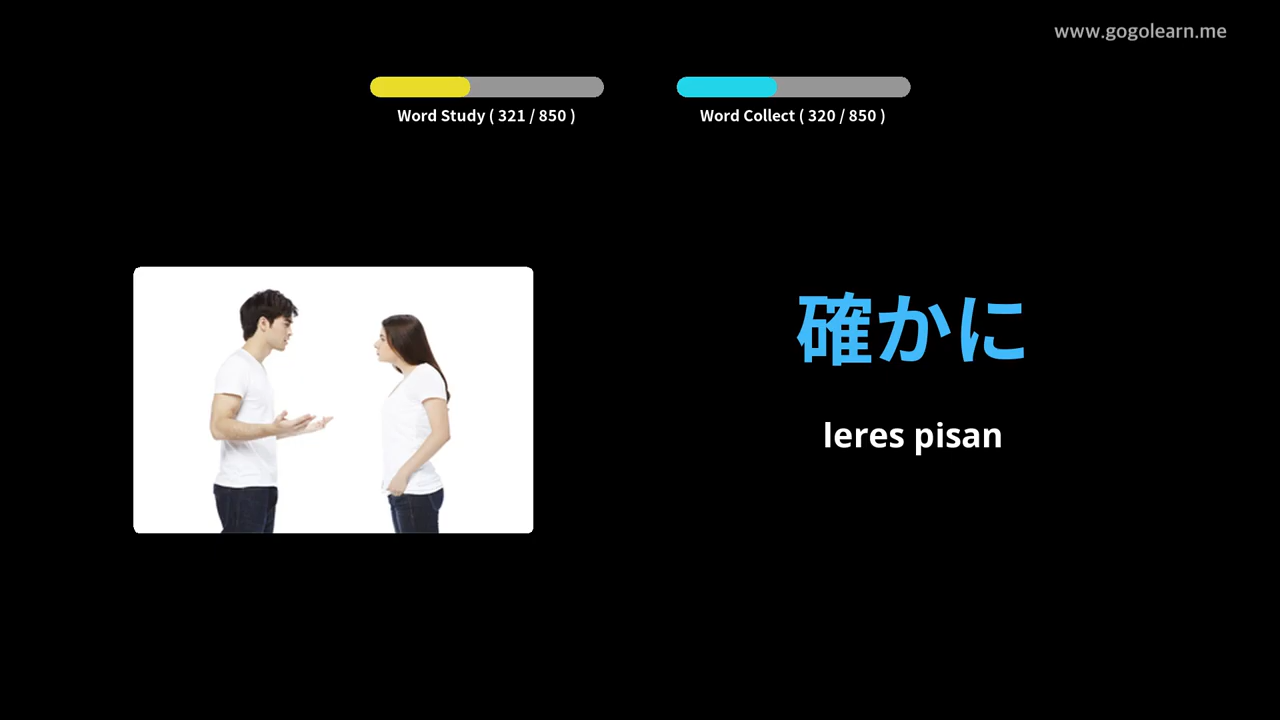 www.gogolearn.me
Word Study ( 321 / 850 )
Word Collect ( 320 / 850 )
確かに
leres pisan